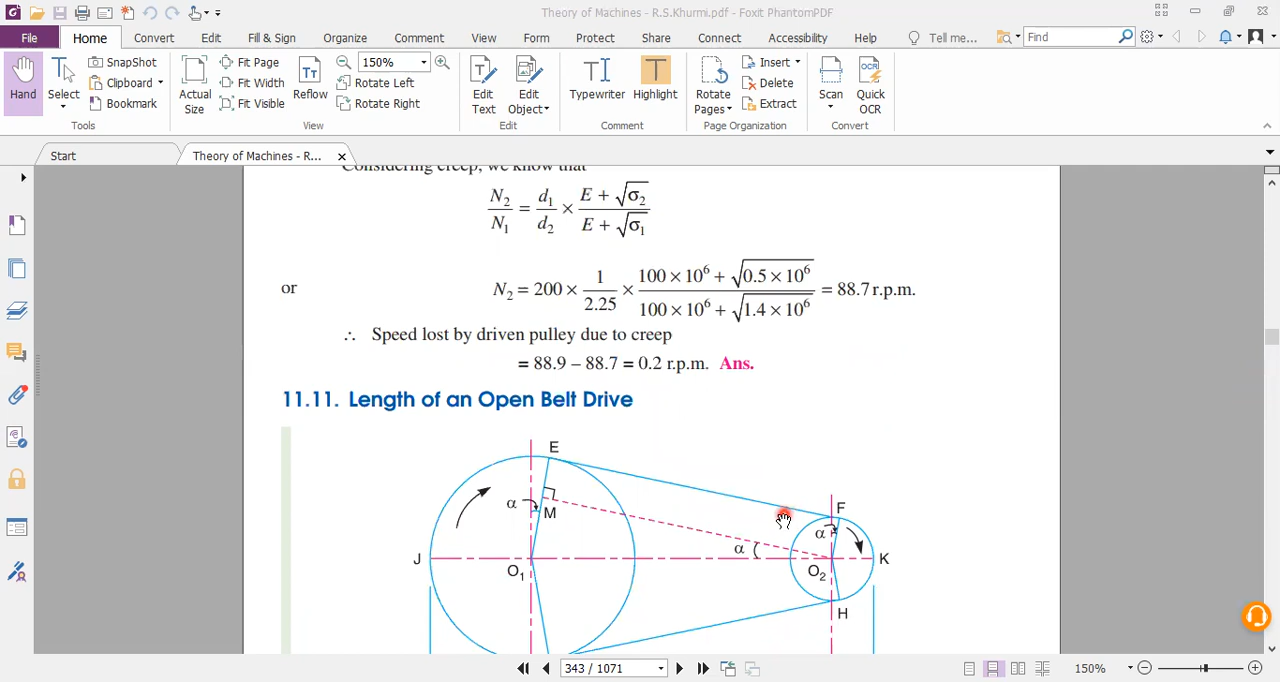 Theory of Machines - R.S.Khurmi.pdf - Foxit PhantomPDF
File Home Convert Edit Fill & Sign Organize Comment View Form Protect Share Connect Accessibility Help Tell me... Find
Hand
Select
SnapShot
Clipboard
Bookmark
Tools
Actual Size
Fit Page
Fit Width
Fit Visible
Reflow
150%
Rotate Left
Rotate Right
View
Edit Text
Edit Object
Edit
Typewriter
Highlight
Comment
Rotate Pages
Insert
Delete
Extract
Page Organization
Scan
Quick OCR
Convert
Start
Theory of Machines - R....
Considering creep, we know that
N2/N1 = d1/d2 × (E + √σ2)/(E + √σ1)
or N2 = 200 × 1/2.25 × (100 × 10^6 + √(0.5 × 10^6))/(100 × 10^6 + √(1.4 × 10^6)) = 88.7 r.p.m.
∴ Speed lost by driven pulley due to creep
= 88.9 – 88.7 = 0.2 r.p.m. Ans.
11.11. Length of an Open Belt Drive
E
α
M
F
α
α
J
O1
O2
K
H
343 / 1071
150%